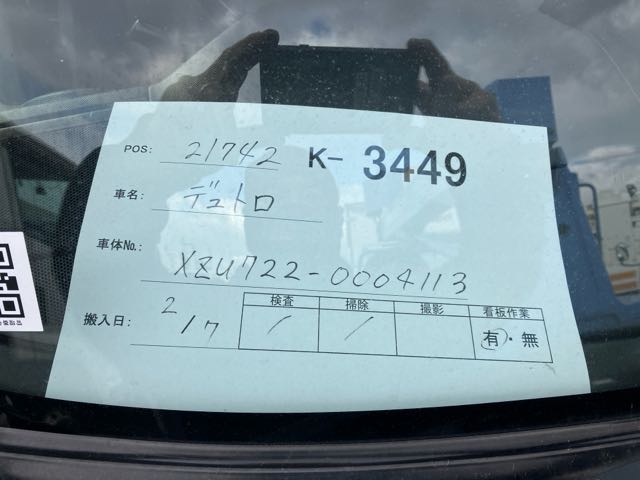 POS: 21742 K- 3449
車名: デュトロ
車体No.: XZU722-0004113
搬入日: 2/17
検査 掃除 撮影 看板作業
/ / 有・無